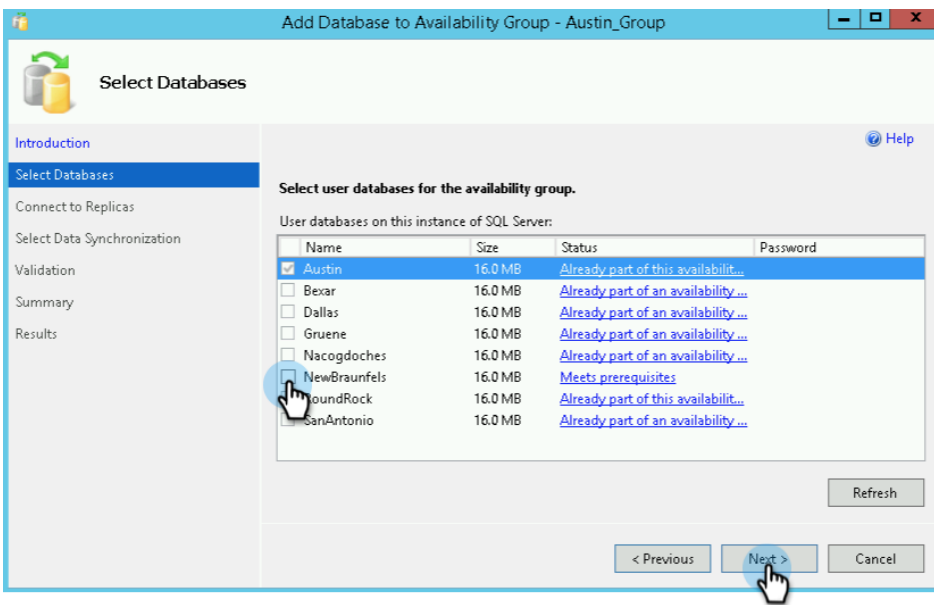 Add Database to Availability Group - Austin_Group
Select Databases
Introduction
Help
Select Databases
Connect to Replicas
Select Data Synchronization
Validation
Summary
Results
Select user databases for the availability group.
User databases on this instance of SQL Server:
Name Size Status Password
Austin 16.0 MB Already part of this availabilit...
Bexar 16.0 MB Already part of an availability ...
Dallas 16.0 MB Already part of an availability ...
Gruene 16.0 MB Already part of an availability ...
Nacogdoches 16.0 MB Already part of an availability ...
NewBraunfels 16.0 MB Meets prerequisites
RoundRock 16.0 MB Already part of this availabilit...
SanAntonio 16.0 MB Already part of an availability ...
Refresh
< Previous Next > Cancel